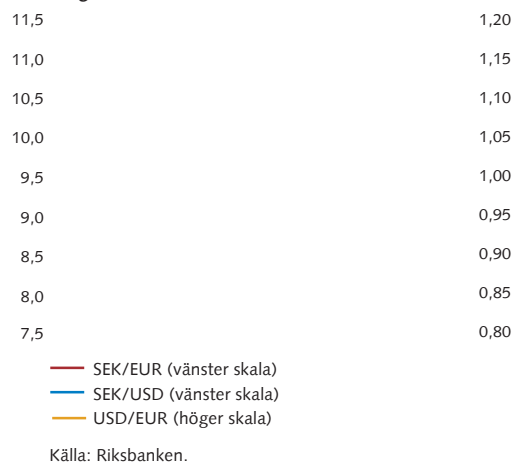 11,5 1,20
11,0 1,15
10,5 1,10
10,0 1,05
9,5 1,00
9,0 0,95
8,5 0,90
8,0 0,85
7,5 0,80
SEK/EUR (vänster skala)
SEK/USD (vänster skala)
USD/EUR (höger skala)
Källa: Riksbanken.